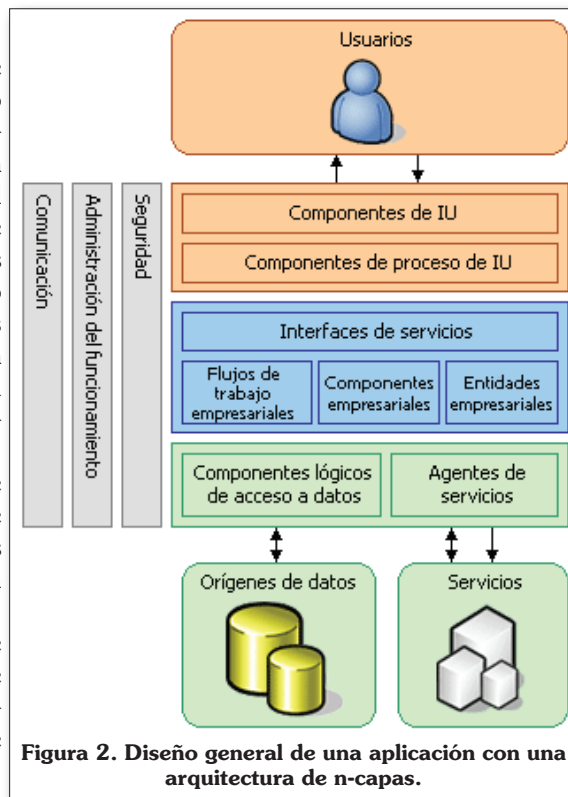 Usuarios
Comunicación
Administración del funcionamiento
Seguridad
Componentes de IU
Componentes de proceso de IU
Interfaces de servicios
Flujos de
trabajo
empresariales
Componentes
empresariales
Entidades
empresariales
Componentes lógicos
de acceso a datos
Agentes de
servicios
Orígenes de datos
Servicios
Figura 2. Diseño general de una aplicación con una
arquitectura de n-capas.